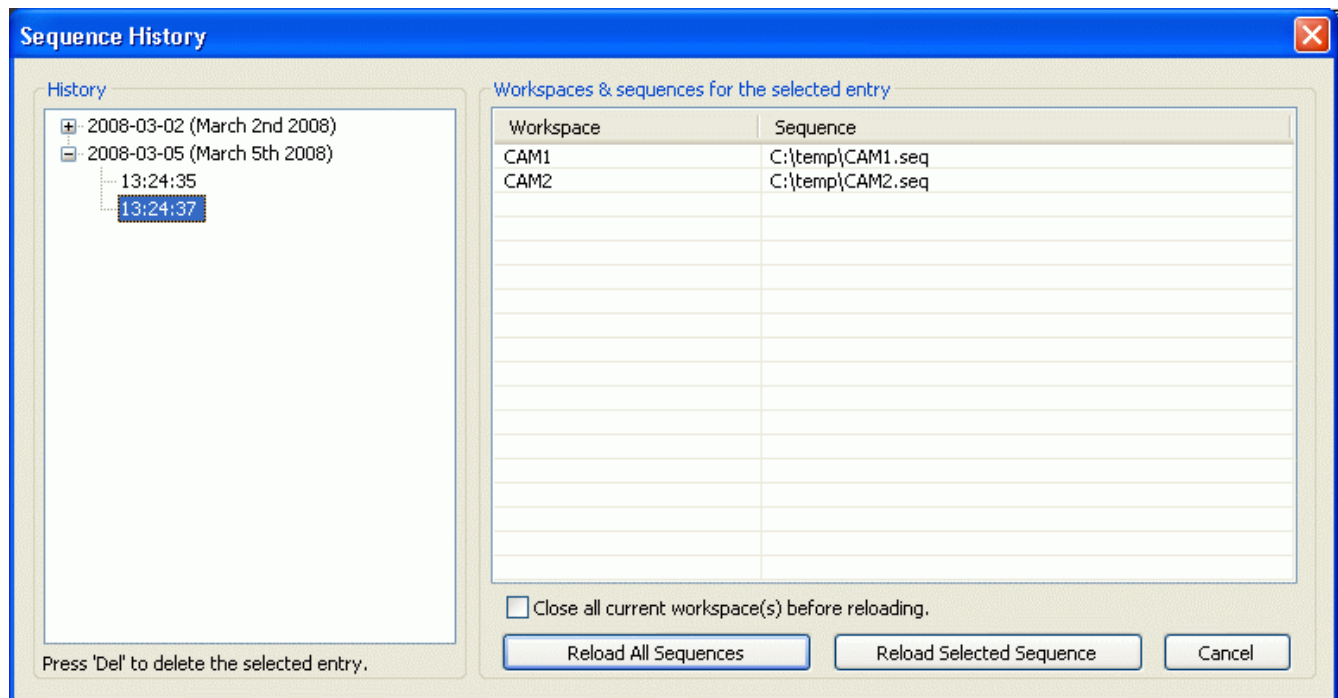 Sequence History
History
2008-03-02 (March 2nd 2008)
2008-03-05 (March 5th 2008)
13:24:35
13:24:37
Press 'Del' to delete the selected entry.
Workspaces & sequences for the selected entry
Workspace Sequence
CAM1 C:\temp\CAM1.seq
CAM2 C:\temp\CAM2.seq
Close all current workspace(s) before reloading.
Reload All Sequences Reload Selected Sequence Cancel